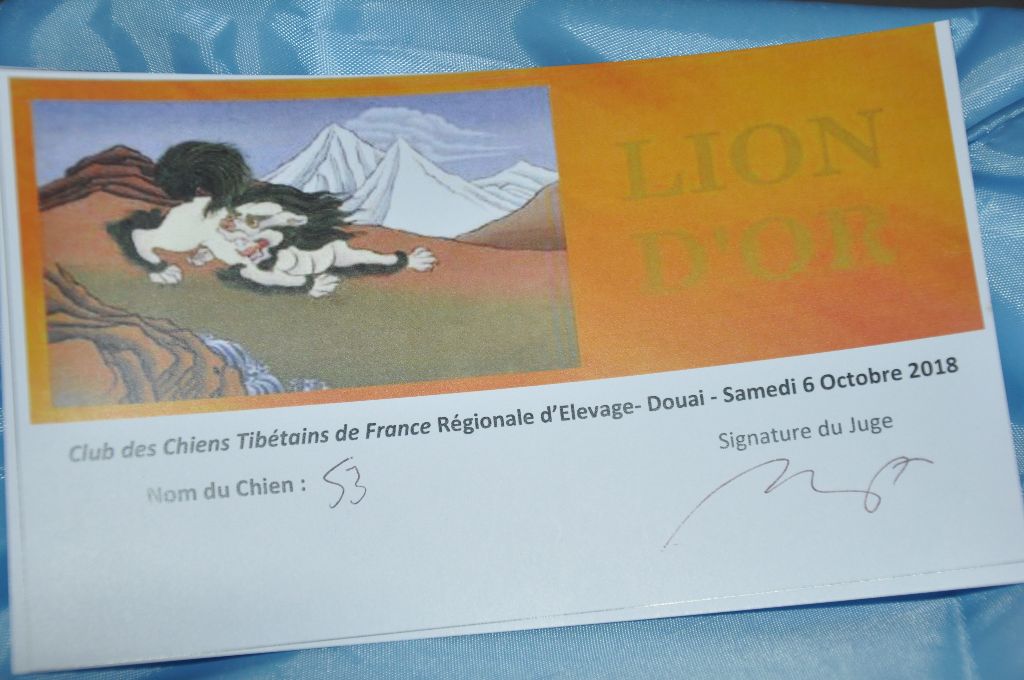 LION
D'OR
Club des Chiens Tibétains de France Régionale d'Elevage- Douai - Samedi 6 Octobre 2018
Signature du Juge
Nom du Chien : 53